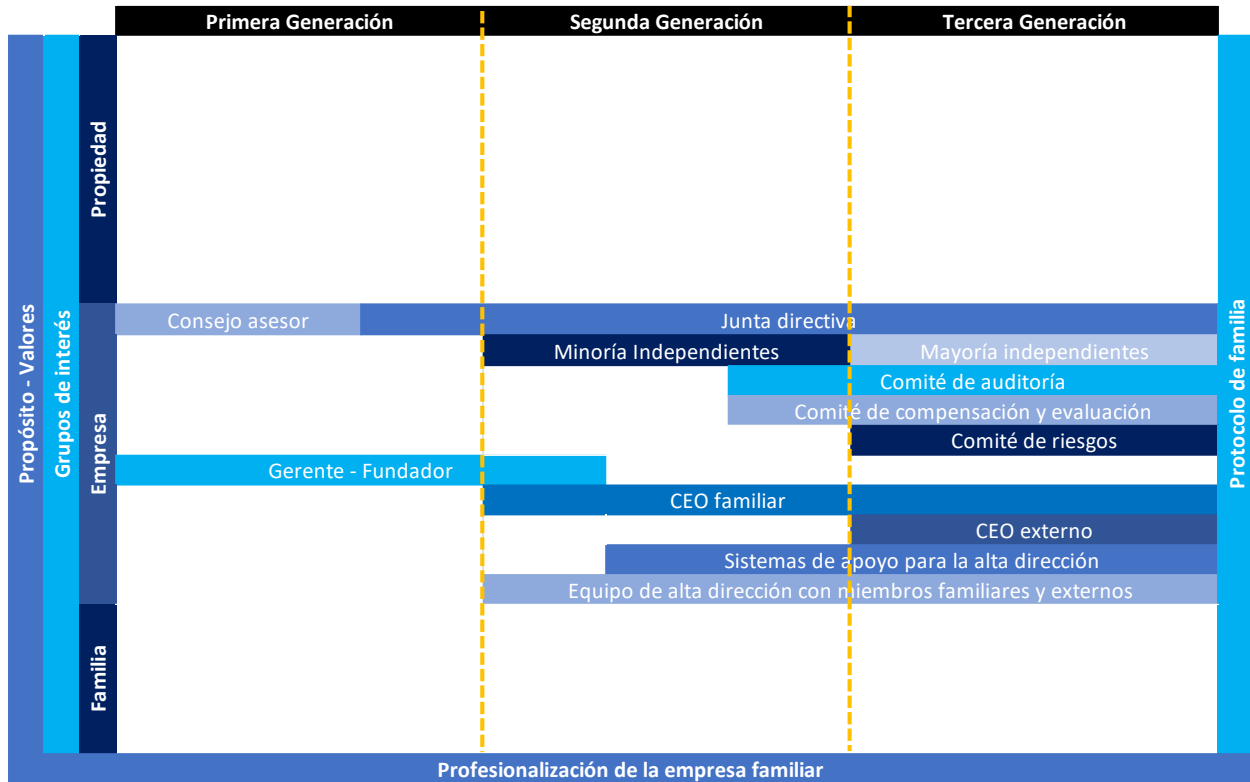 Primera Generación
Segunda Generación
Tercera Generación
Propósito - Valores
Grupos de interés
Propiedad
Empresa
Familia
Consejo asesor
Junta directiva
Minoría Independientes
Mayoría independientes
Comité de auditoría
Comité de compensación y evaluación
Comité de riesgos
Gerente - Fundador
CEO familiar
CEO externo
Sistemas de apoyo para la alta dirección
Equipo de alta dirección con miembros familiares y externos
Protocolo de familia
Profesionalización de la empresa familiar